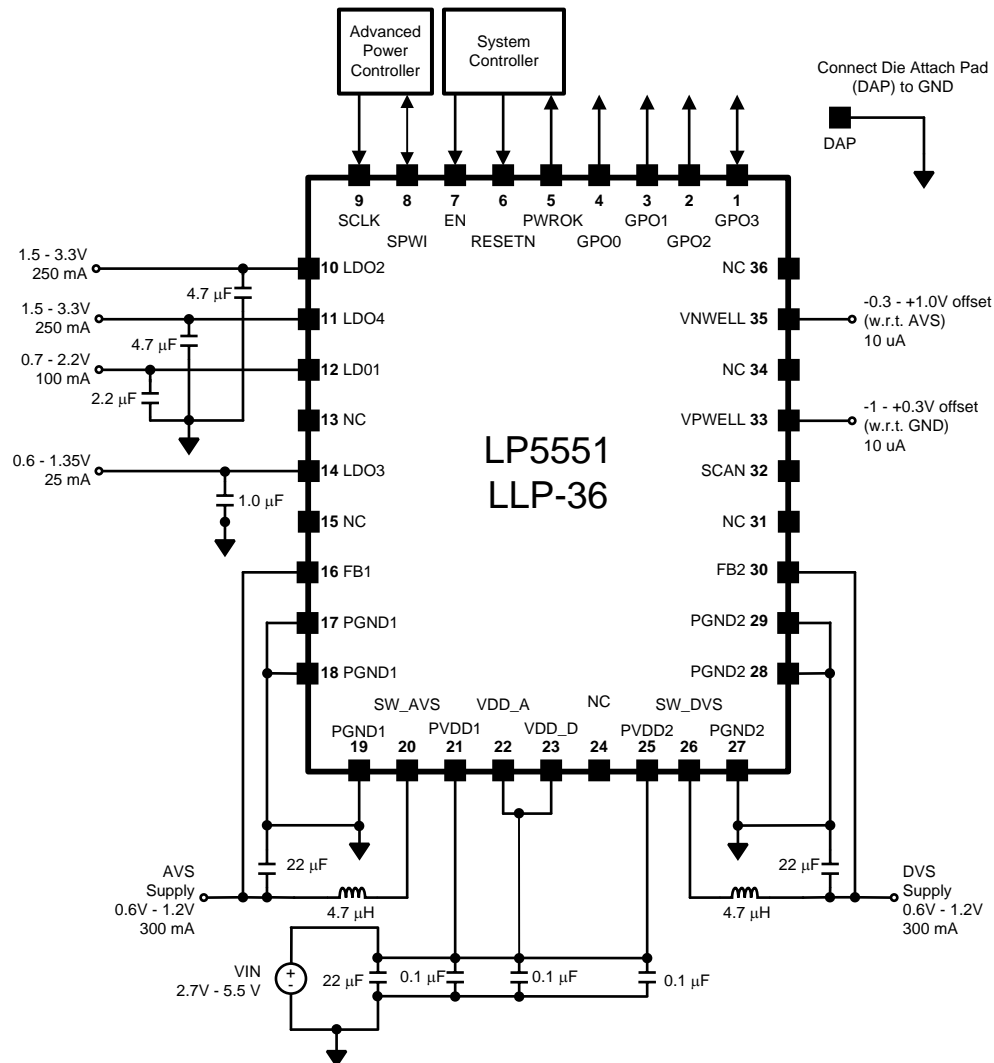 Advanced
Power
Controller
System
Controller
Connect Die Attach Pad
(DAP) to GND
DAP
9
8
7
6
5
4
3
2
1
SCLK
EN
PWROK
GPO1
GPO3
SPWI
RESETN
GPO0
GPO2
1.5 - 3.3V
250 mA
10 LDO2
4.7 µF
1.5 - 3.3V
250 mA
11 LDO4
4.7 µF
0.7 - 2.2V
100 mA
12 LD01
2.2 µF
13 NC
0.6 - 1.35V
25 mA
14 LDO3
1.0 µF
15 NC
16 FB1
17 PGND1
18 PGND1
LP5551
LLP-36
NC 36
VNWELL 35
-0.3 - +1.0V offset
(w.r.t. AVS)
10 uA
NC 34
VPWELL 33
-1 - +0.3V offset
(w.r.t. GND)
10 uA
SCAN 32
NC 31
FB2 30
PGND2 29
PGND2 28
SW_AVS
VDD_A
NC
SW_DVS
PGND1
PVDD1
VDD_D
PVDD2
PGND2
19
20
21
22
23
24
25
26
27
AVS
Supply
0.6V - 1.2V
300 mA
22 µF
4.7 µH
22 µF
4.7 µH
DVS
Supply
0.6V - 1.2V
300 mA
VIN
2.7V - 5.5 V
+
-
22 µF
0.1 µF
0.1 µF
0.1 µF